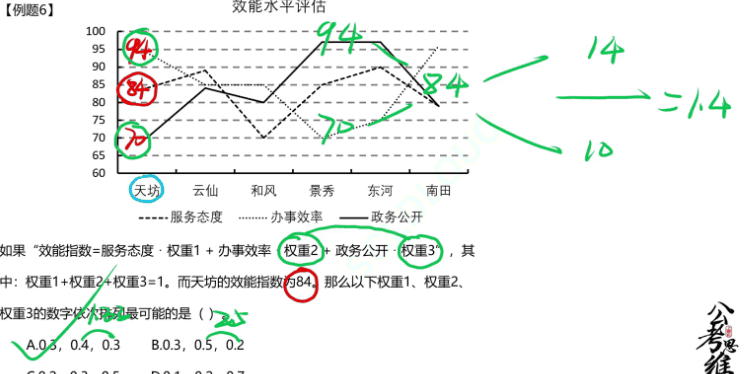 【例题6】
效能水平评估
100
95
90
85
80
75
70
65
60
94
84
70
94
70
84
14
10
=1.4
天坊 云仙 和风 景秀 东河 南田
服务态度 办事效率 政务公开
如果“效能指数=服务态度·权重1 + 办事效率·权重2 + 政务公开·权重3”，其
中：权重1+权重2+权重3=1。而天坊的效能指数为84。那么以下权重1、权重2、
权重3的数字依次排列最可能的是（ ）。
1.33 2.5
A.0.3，0.4，0.3 B.0.3，0.5，0.2
公考思维